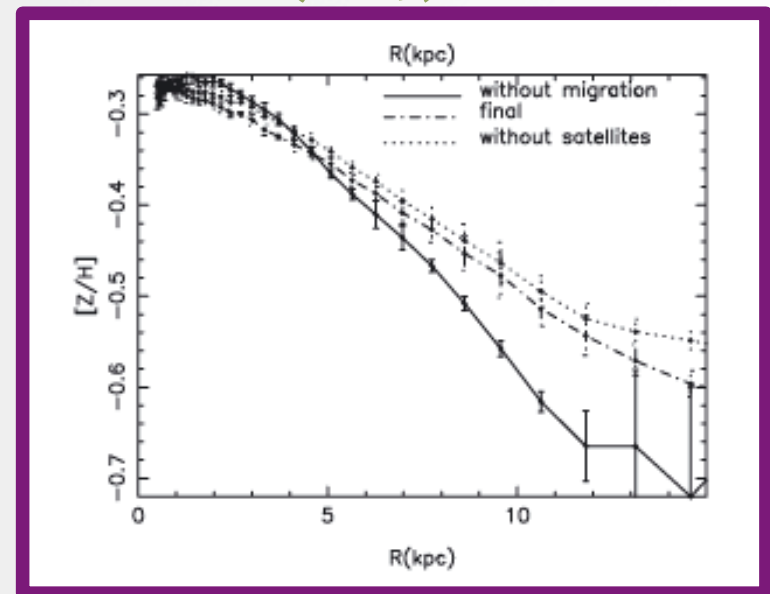 R(kpc)
without migration
final
without satellites
[Z/H]
-0.3
-0.4
-0.5
-0.6
-0.7
0 5 10
R(kpc)